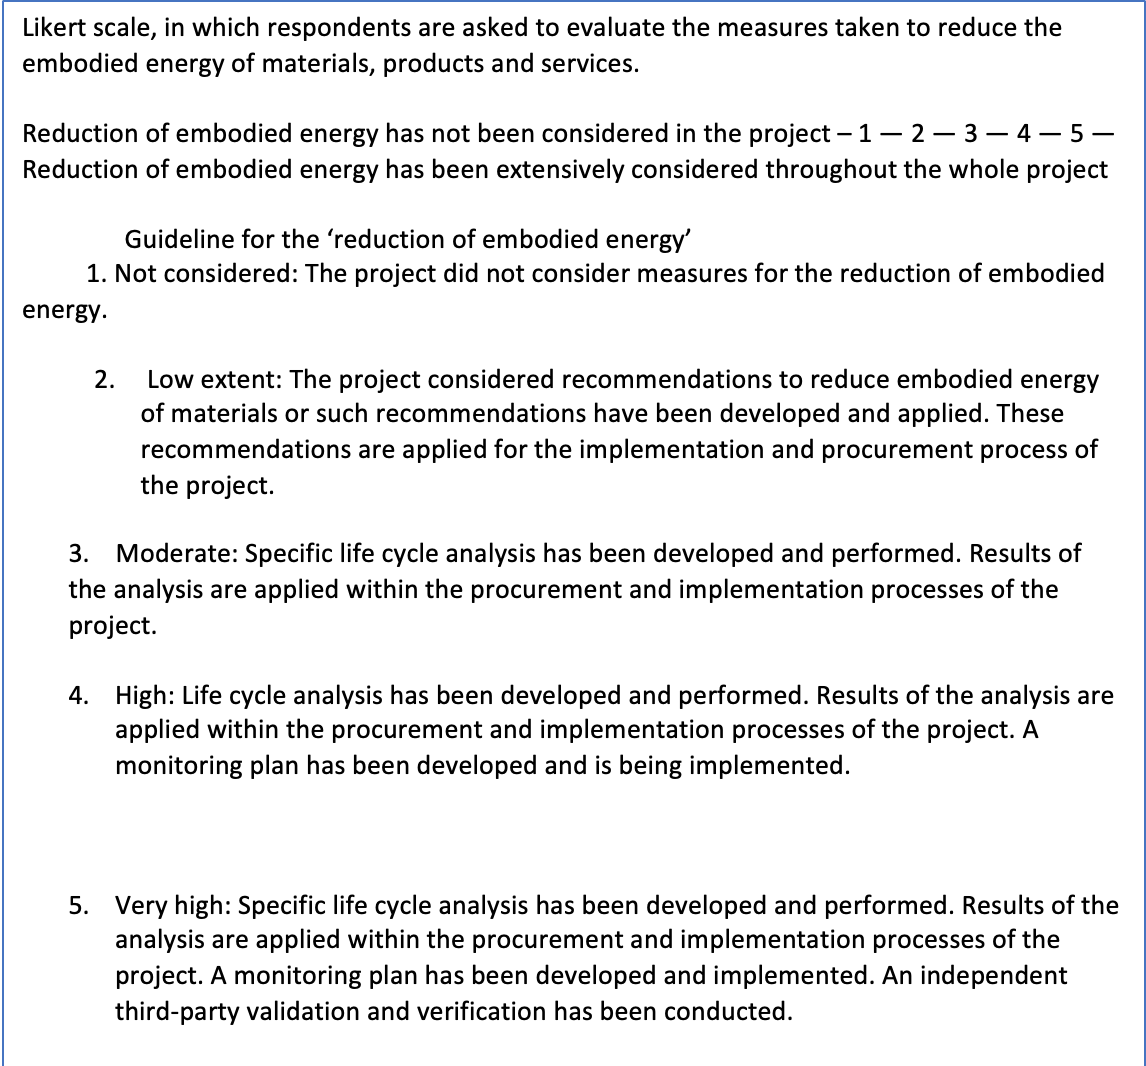 Likert scale, in which respondents are asked to evaluate the measures taken to reduce the
embodied energy of materials, products and services.
Reduction of embodied energy has not been considered in the project – 1 — 2 — 3 — 4 — 5 —
Reduction of embodied energy has been extensively considered throughout the whole project
Guideline for the ‘reduction of embodied energy’
1. Not considered: The project did not consider measures for the reduction of embodied
energy.
2. Low extent: The project considered recommendations to reduce embodied energy
of materials or such recommendations have been developed and applied. These
recommendations are applied for the implementation and procurement process of
the project.
3. Moderate: Specific life cycle analysis has been developed and performed. Results of
the analysis are applied within the procurement and implementation processes of the
project.
4. High: Life cycle analysis has been developed and performed. Results of the analysis are
applied within the procurement and implementation processes of the project. A
monitoring plan has been developed and is being implemented.
5. Very high: Specific life cycle analysis has been developed and performed. Results of the
analysis are applied within the procurement and implementation processes of the
project. A monitoring plan has been developed and implemented. An independent
third-party validation and verification has been conducted.